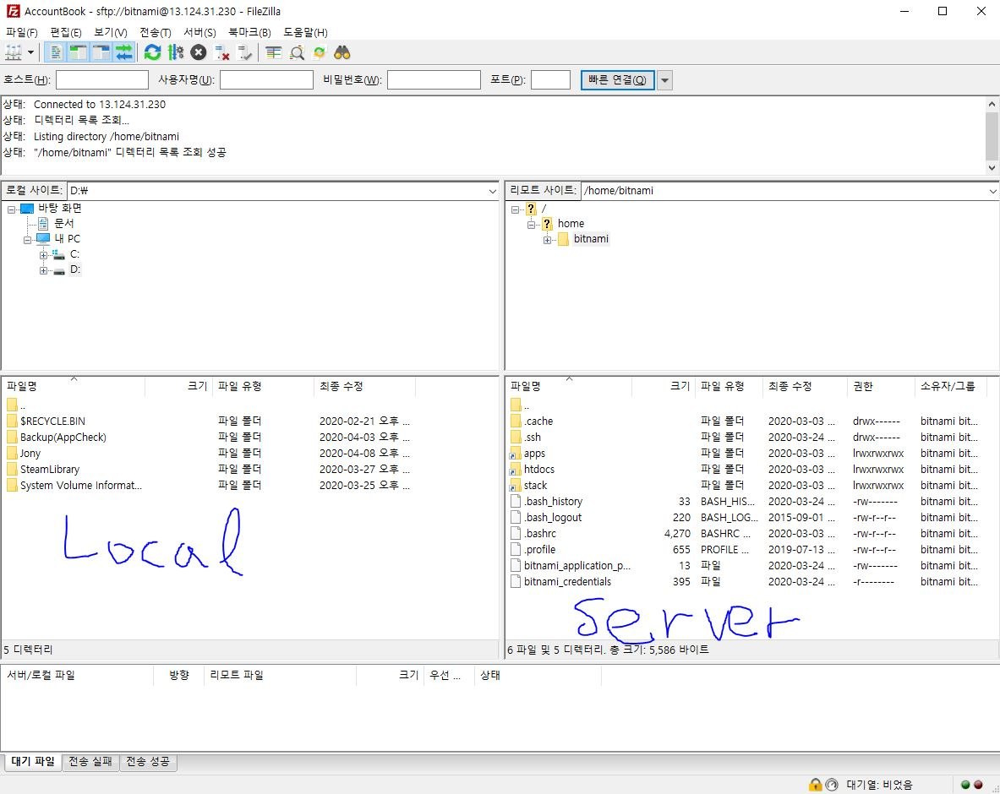 AccountBook - sftp://bitnami@13.124.31.230 - FileZilla
파일(F) 편집(E) 보기(V) 전송(T) 서버(S) 북마크(B) 도움말(H)
호스트(H): 사용자명(U): 비밀번호(W): 포트(P): 빠른 연결(Q)
상태: Connected to 13.124.31.230
상태: 디렉터리 목록 조회...
상태: Listing directory /home/bitnami
상태: "/home/bitnami" 디렉터리 목록 조회 성공
로컬 사이트: D:₩
바탕 화면
문서
내 PC
C:
D:
리모트 사이트: /home/bitnami
/
home
bitnami
파일명 크기 파일 유형 최종 수정
..
$RECYCLE.BIN 파일 폴더 2020-02-21 오후 ...
Backup(AppCheck) 파일 폴더 2020-04-03 오후 ...
Jony 파일 폴더 2020-04-08 오후 ...
SteamLibrary 파일 폴더 2020-03-27 오후 ...
System Volume Informat... 파일 폴더 2020-03-25 오후 ...
Local
5 디렉터리
파일명 크기 파일 유형 최종 수정 권한 소유자/그룹
..
.cache 파일 폴더 2020-03-03 ... drwx------ bitnami bit...
.ssh 파일 폴더 2020-03-24 ... drwx------ bitnami bit...
apps 파일 폴더 2020-03-03 ... lrwxrwxrwx bitnami bit...
htdocs 파일 폴더 2020-03-03 ... lrwxrwxrwx bitnami bit...
stack 파일 폴더 2020-03-03 ... lrwxrwxrwx bitnami bit...
.bash_history 33 BASH_HIS... 2020-03-24 ... -rw------- bitnami bit...
.bash_logout 220 BASH_LOG... 2015-09-01 ... -rw-r--r-- bitnami bit...
.bashrc 4,270 BASHRC ... 2020-03-03 ... -rw-r--r-- bitnami bit...
.profile 655 PROFILE ... 2019-07-13 ... -rw-r--r-- bitnami bit...
bitnami_application_p... 13 파일 2020-03-24 ... -rw------- bitnami bit...
bitnami_credentials 395 파일 2020-03-24 ... -r-------- bitnami bit...
Server
6 파일 및 5 디렉터리. 총 크기: 5,586 바이트
서버/로컬 파일 방향 리모트 파일 크기 우선 ... 상태
대기 파일 전송 실패 전송 성공
대기열: 비었음